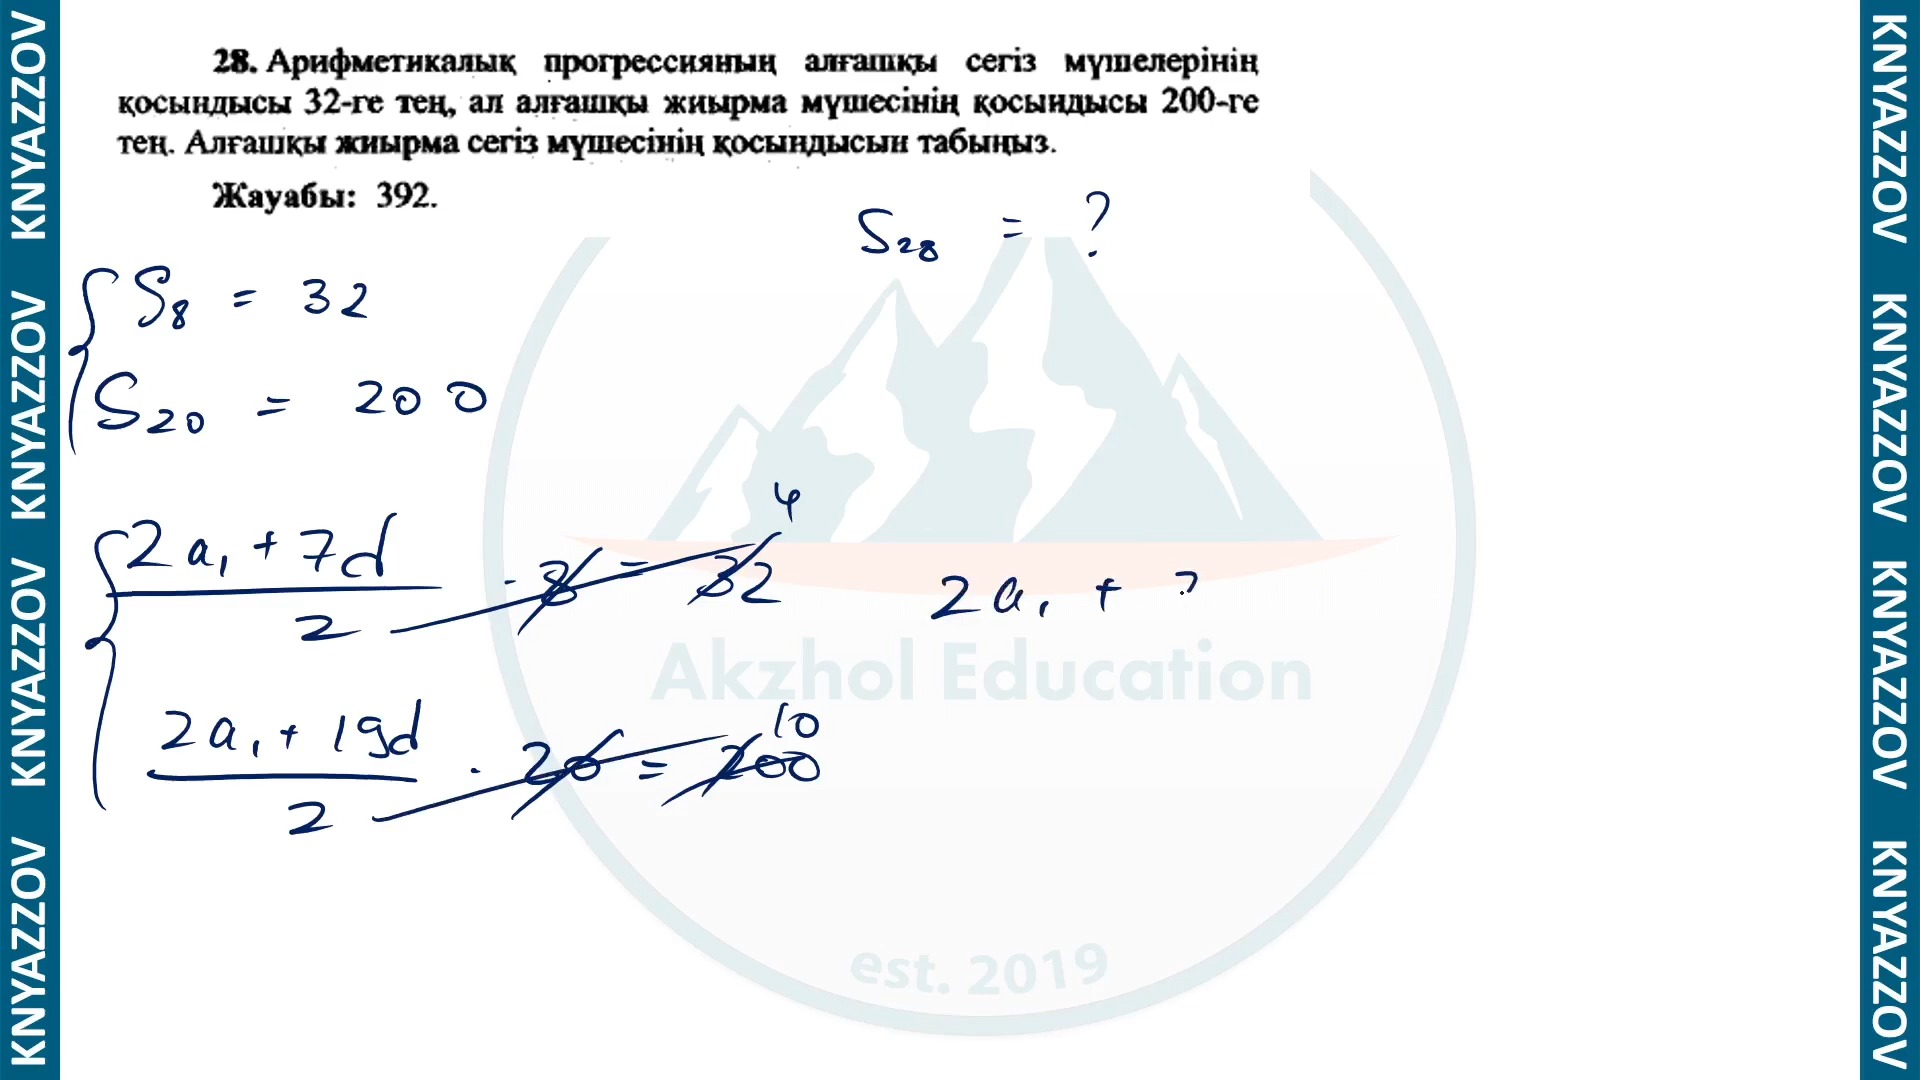 28. Арифметикалық прогрессияның алғашқы сегіз мүшелерінің
қосындысы 32-ге тең, ал алғашқы жиырма мүшесінің қосындысы 200-ге
тең. Алғашқы жиырма сегіз мүшесінің қосындысын табыңыз.
Жауабы: 392.
S₂₈ = ?
S₈ = 32
S₂₀ = 200
4
2a₁ + 7d
2
· 8 = 32
2a₁ +
10
2a₁ + 19d
2
· 20 = 200
Akzhol Education
est. 2019
KNYAZZOV KNYAZZOV KNYAZZOV KNYAZZOV
KNYAZZOV KNYAZZOV KNYAZZOV KNYAZZOV